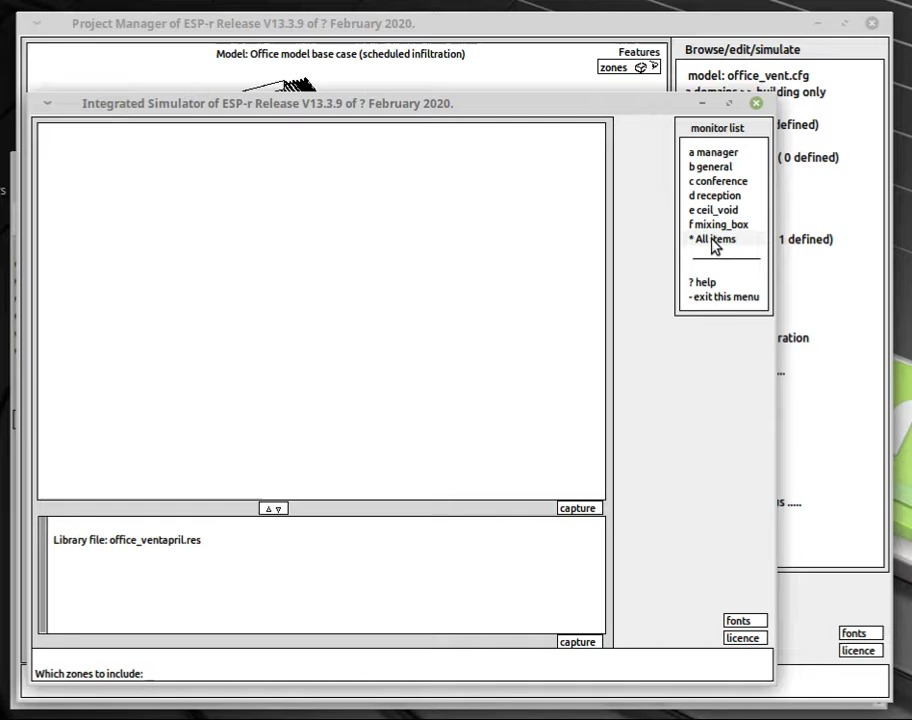 Project Manager of ESP-r Release V13.3.9 of ? February 2020.
Model: Office model base case (scheduled infiltration)
Features
zones
Browse/edit/simulate
model: office_vent.cfg
building only
defined)
( 0 defined)
1 defined)
ration
....
s .....
s
Integrated Simulator of ESP-r Release V13.3.9 of ? February 2020.
monitor list
a manager
b general
c conference
d reception
e ceil_void
f mixing_box
* All items
? help
- exit this menu
capture
Library file: office_ventapril.res
capture
fonts
licence
Which zones to include:
fonts
licence